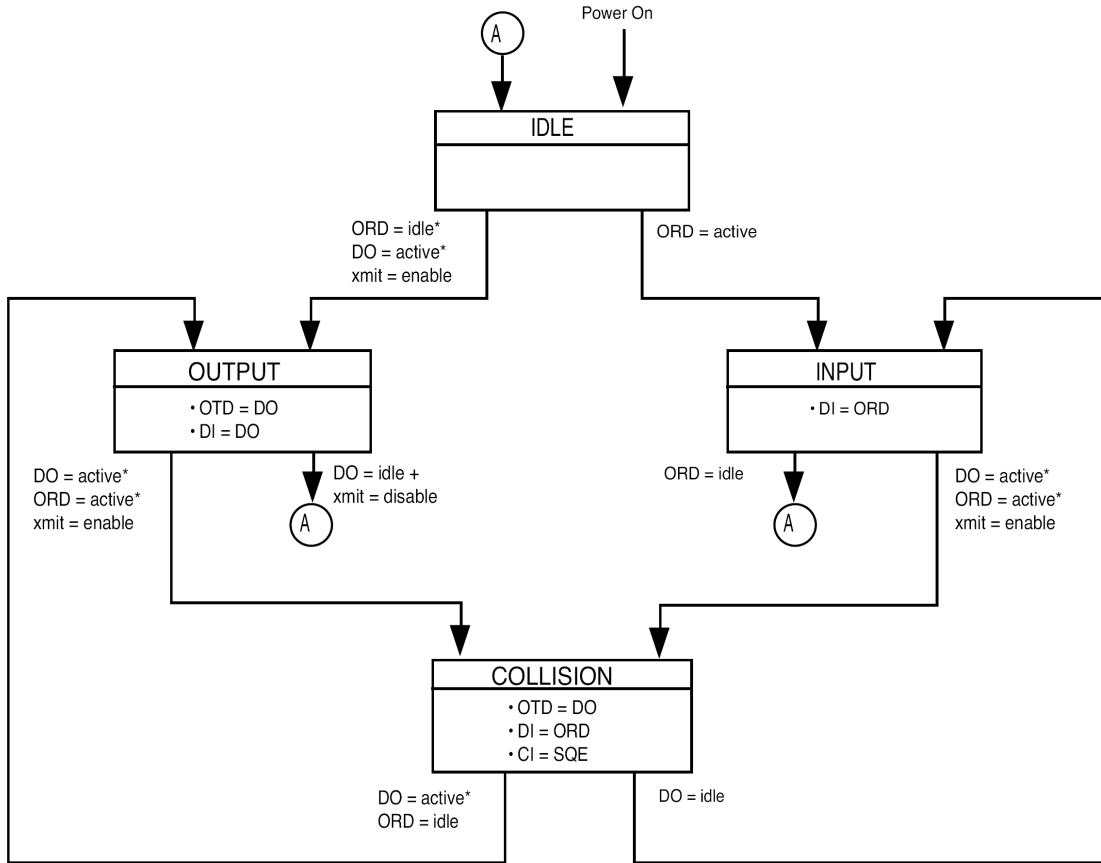 Power On
A
IDLE
ORD = idle*
DO = active*
xmit = enable
ORD = active
OUTPUT
• OTD = DO
• DI = DO
INPUT
• DI = ORD
DO = active*
ORD = active*
xmit = enable
DO = idle +
xmit = disable
A
ORD = idle
A
DO = active*
ORD = active*
xmit = enable
COLLISION
• OTD = DO
• DI = ORD
• CI = SQE
DO = active*
ORD = idle
DO = idle